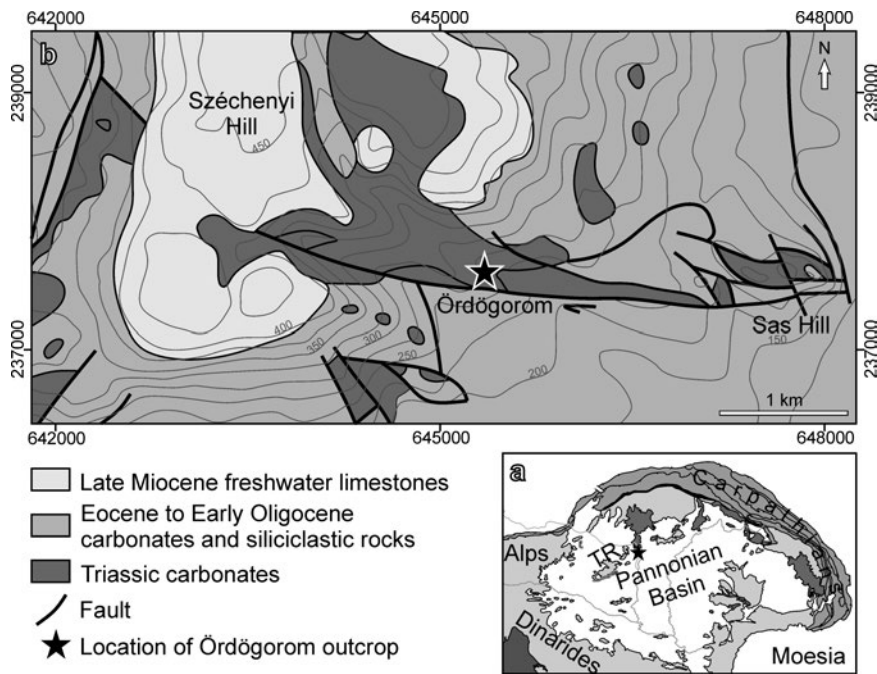 642000 645000 648000
b
N
239000 239000
Széchenyi
Hill
450
Ördögorom
Sas Hill
400
350
300
250
200
150
237000 237000
1 km
642000 645000 648000
Late Miocene freshwater limestones
Eocene to Early Oligocene
carbonates and siliciclastic rocks
Triassic carbonates
Fault
Location of Ördögorom outcrop
a
Carpathians
Alps
TR
Pannonian
Basin
Dinarides
Moesia